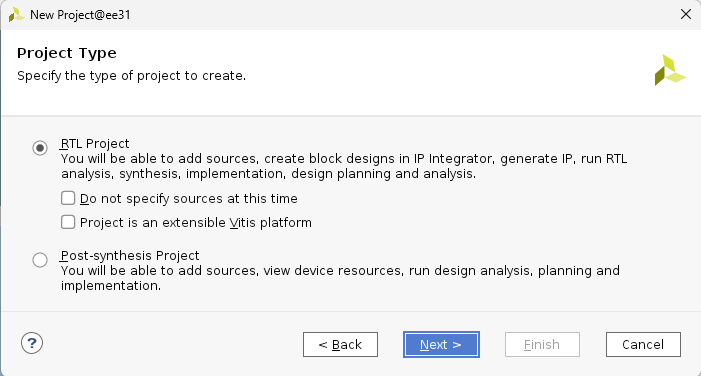 New Project@ee31
Project Type
Specify the type of project to create.
RTL Project
You will be able to add sources, create block designs in IP Integrator, generate IP, run RTL
analysis, synthesis, implementation, design planning and analysis.
Do not specify sources at this time
Project is an extensible Vitis platform
Post-synthesis Project
You will be able to add sources, view device resources, run design analysis, planning and
implementation.
? < Back Next > Finish Cancel